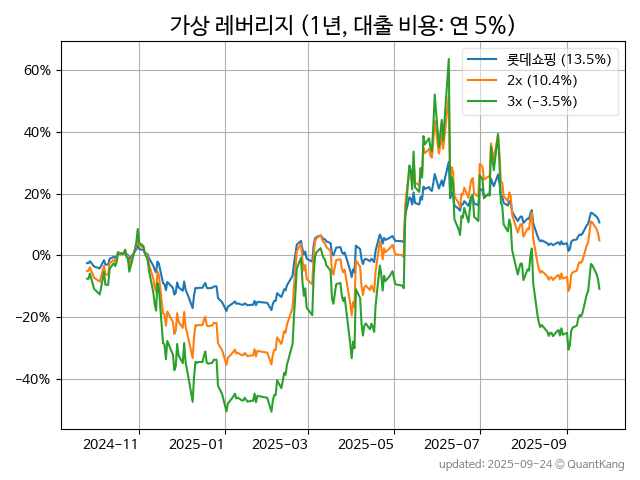 가상 레버리지 (1년, 대출 비용: 연 5%)
롯데쇼핑 (13.5%)
2x (10.4%)
3x (−3.5%)
60%
40%
20%
0%
−20%
−40%
2024-11 2025-01 2025-03 2025-05 2025-07 2025-09
updated: 2025-09-24 © QuantKang